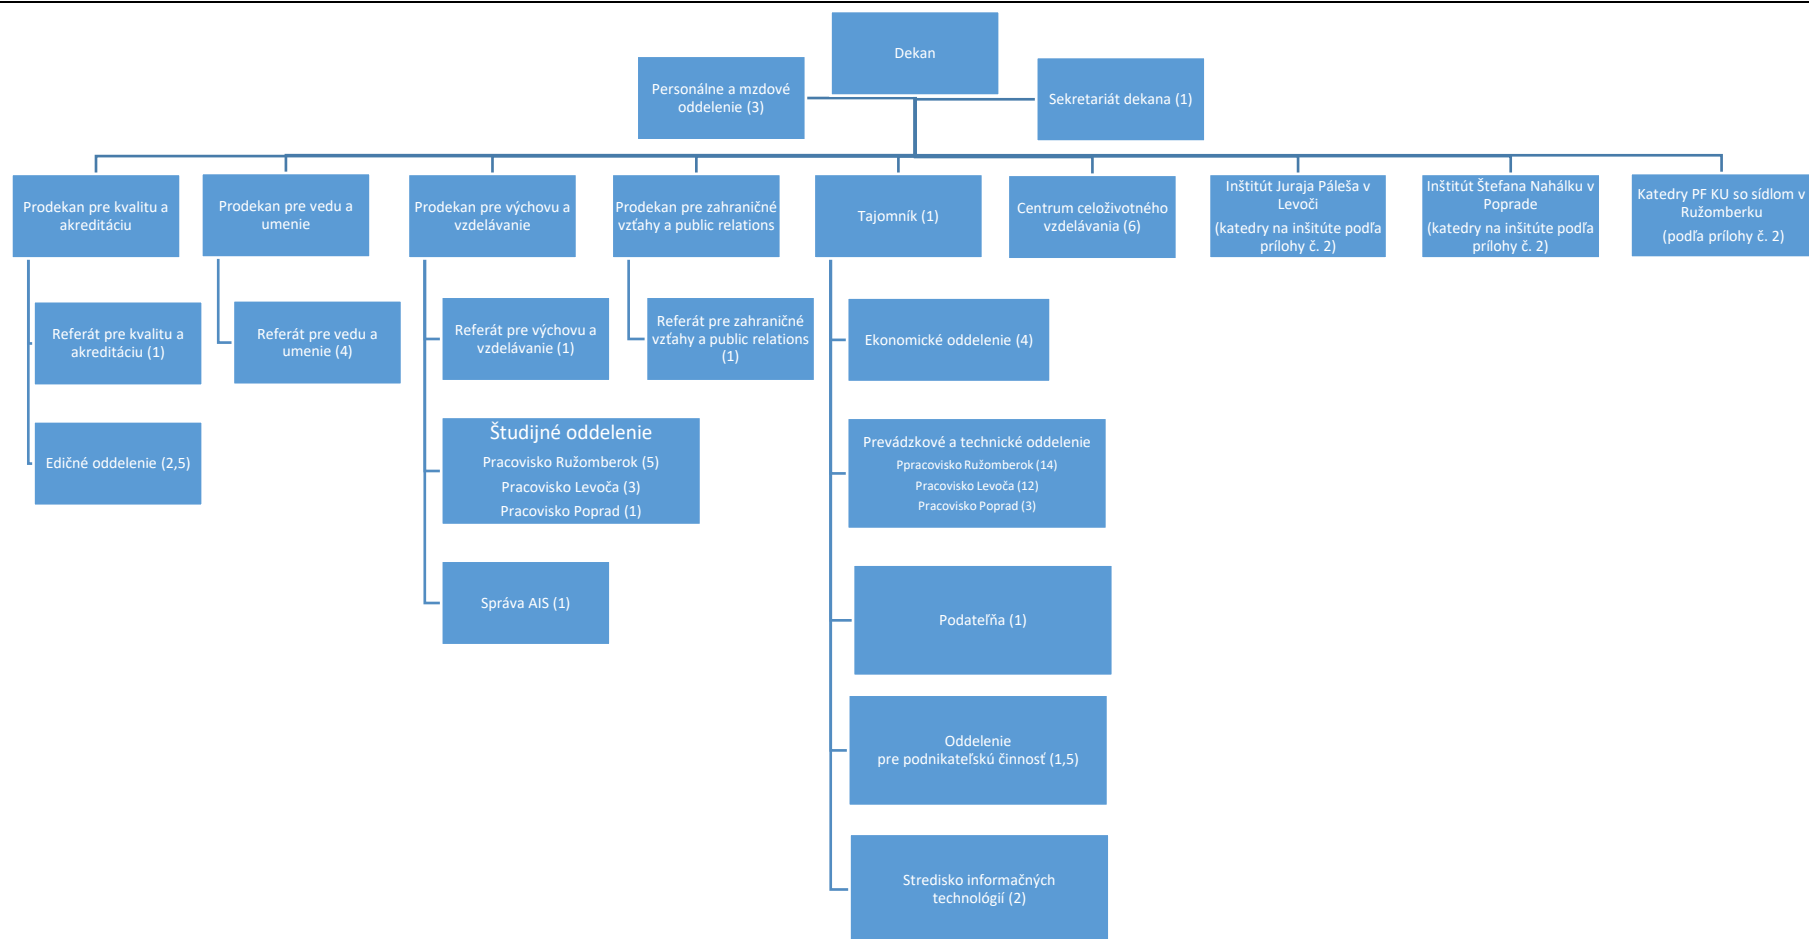 Dekan
Personálne a mzdové
oddelenie (3)
Sekretariát dekana (1)
Prodekan pre kvalitu a
akreditáciu
Prodekan pre vedu a
umenie
Prodekan pre výchovu a
vzdelávanie
Prodekan pre zahraničné
vzťahy a public relations
Tajomník (1)
Centrum celoživotného
vzdelávania (6)
Inštitút Juraja Páleša v
Levoči
(katedry na inšitúte podľa
prílohy č. 2)
Inštitút Štefana Nahálku v
Poprade
(katedry na inšitúte podľa
prílohy č. 2)
Katedry PF KU so sídlom v
Ružomberku
(podľa prílohy č. 2)
Referát pre kvalitu a
akreditáciu (1)
Referát pre vedu a
umenie (4)
Referát pre výchovu a
vzdelávanie (1)
Referát pre zahraničné
vzťahy a public relations
(1)
Ekonomické oddelenie (4)
Edičné oddelenie (2,5)
Študijné oddelenie
Pracovisko Ružomberok (5)
Pracovisko Levoča (3)
Pracovisko Poprad (1)
Prevádzkové a technické oddelenie
Ppracovisko Ružomberok (14)
Pracovisko Levoča (12)
Pracovisko Poprad (3)
Správa AIS (1)
Podateľňa (1)
Oddelenie
pre podnikateľskú činnosť (1,5)
Stredisko informačných
technológií (2)